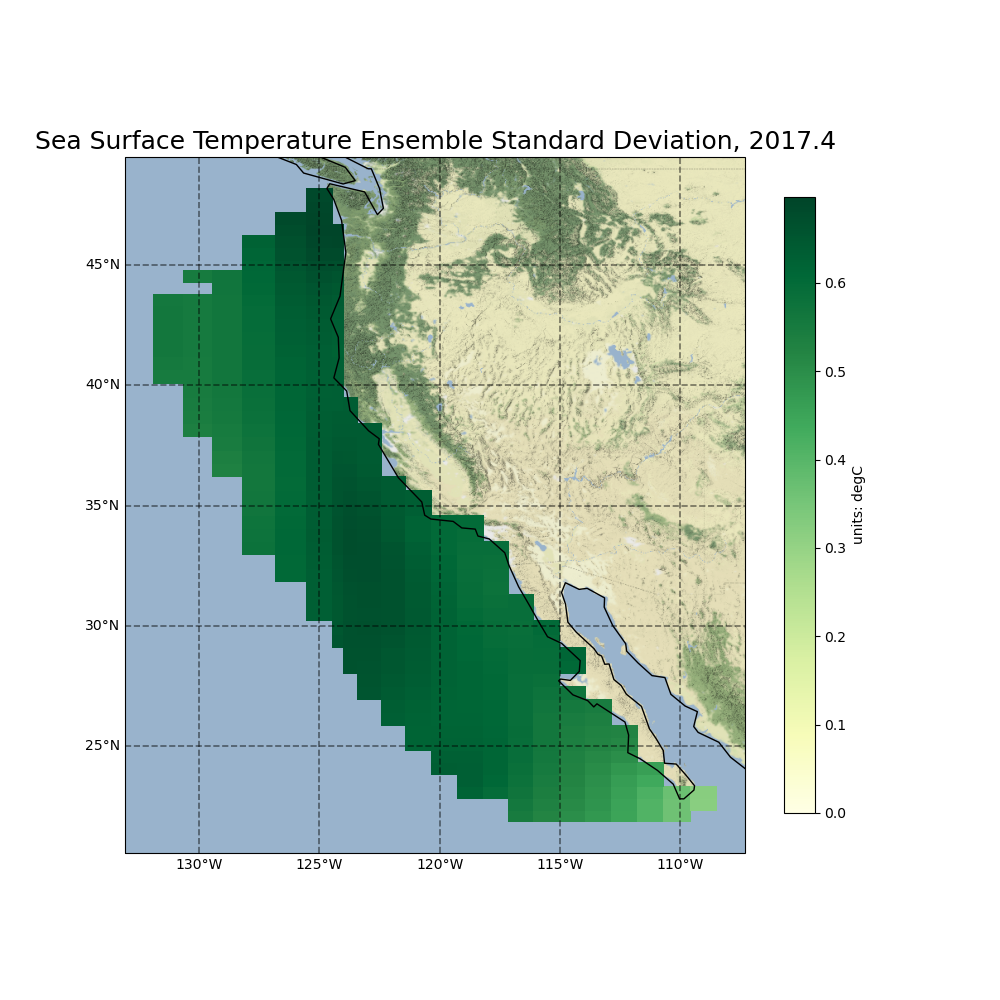 Sea Surface Temperature Ensemble Standard Deviation, 2017.4
45°N
40°N
35°N
30°N
25°N
130°W
125°W
120°W
115°W
110°W
0.6
0.5
0.4
0.3
0.2
0.1
0.0
units: degC